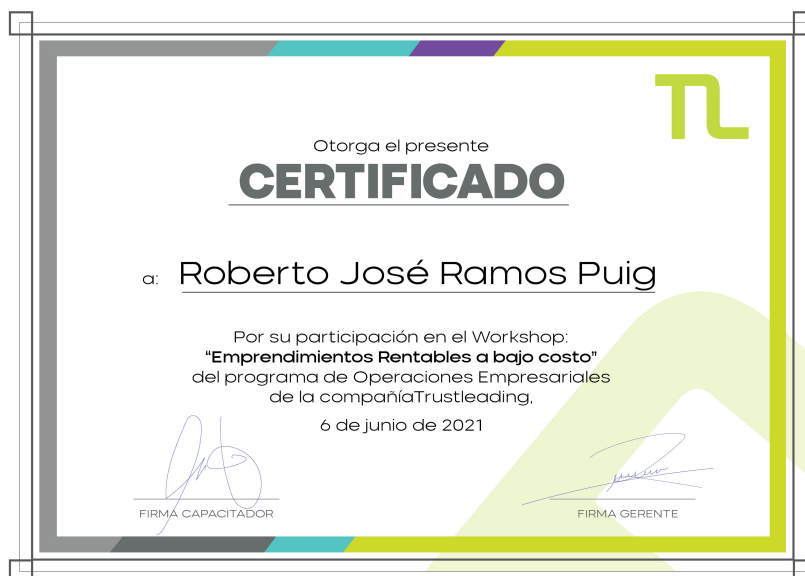 TL
Otorga el presente
CERTIFICADO
a: Roberto José Ramos Puig
Por su participación en el Workshop:
“Emprendimientos Rentables a bajo costo”
del programa de Operaciones Empresariales
de la compañíaTrustleading,
6 de junio de 2021
FIRMA CAPACITADOR
FIRMA GERENTE